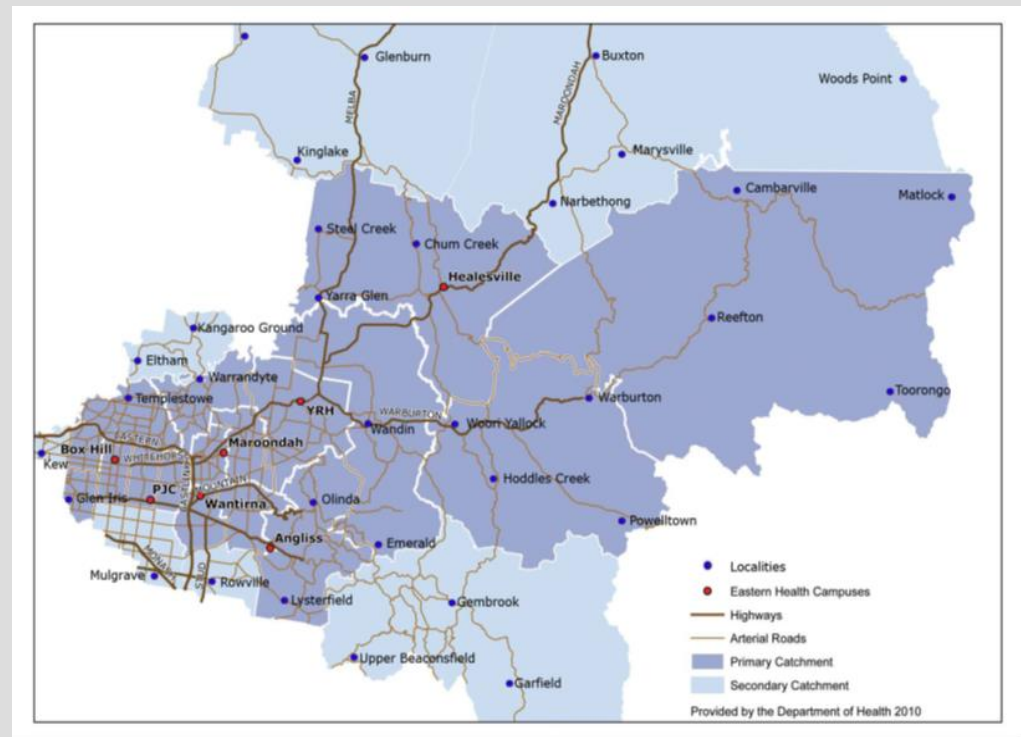 Glenburn
Buxton
Woods Point
MELBA
MAROONDAH
Kinglake
Marysville
Cambarville
Matlock
Narbethong
Steel Creek
Chum Creek
Healesville
Yarra Glen
Reefton
Kangaroo Ground
Eltham
Warrandyte
Templestowe
Toorongo
Warburton
YRH
WARBURTON
Wandin
Woori Yallock
EASTERN
Box Hill
WHITEHORSE
Maroondah
Kew
Hoddles Creek
PJC
MOUNTAIN
Glen Iris
EASTLINK
Wantirna
Olinda
Powelltown
Angliss
Emerald
MONASH
Mulgrave
STUD
Rowville
Lysterfield
Gembrook
Upper Beaconsfield
Garfield
Localities
Eastern Health Campuses
Highways
Arterial Roads
Primary Catchment
Secondary Catchment
Provided by the Department of Health 2010